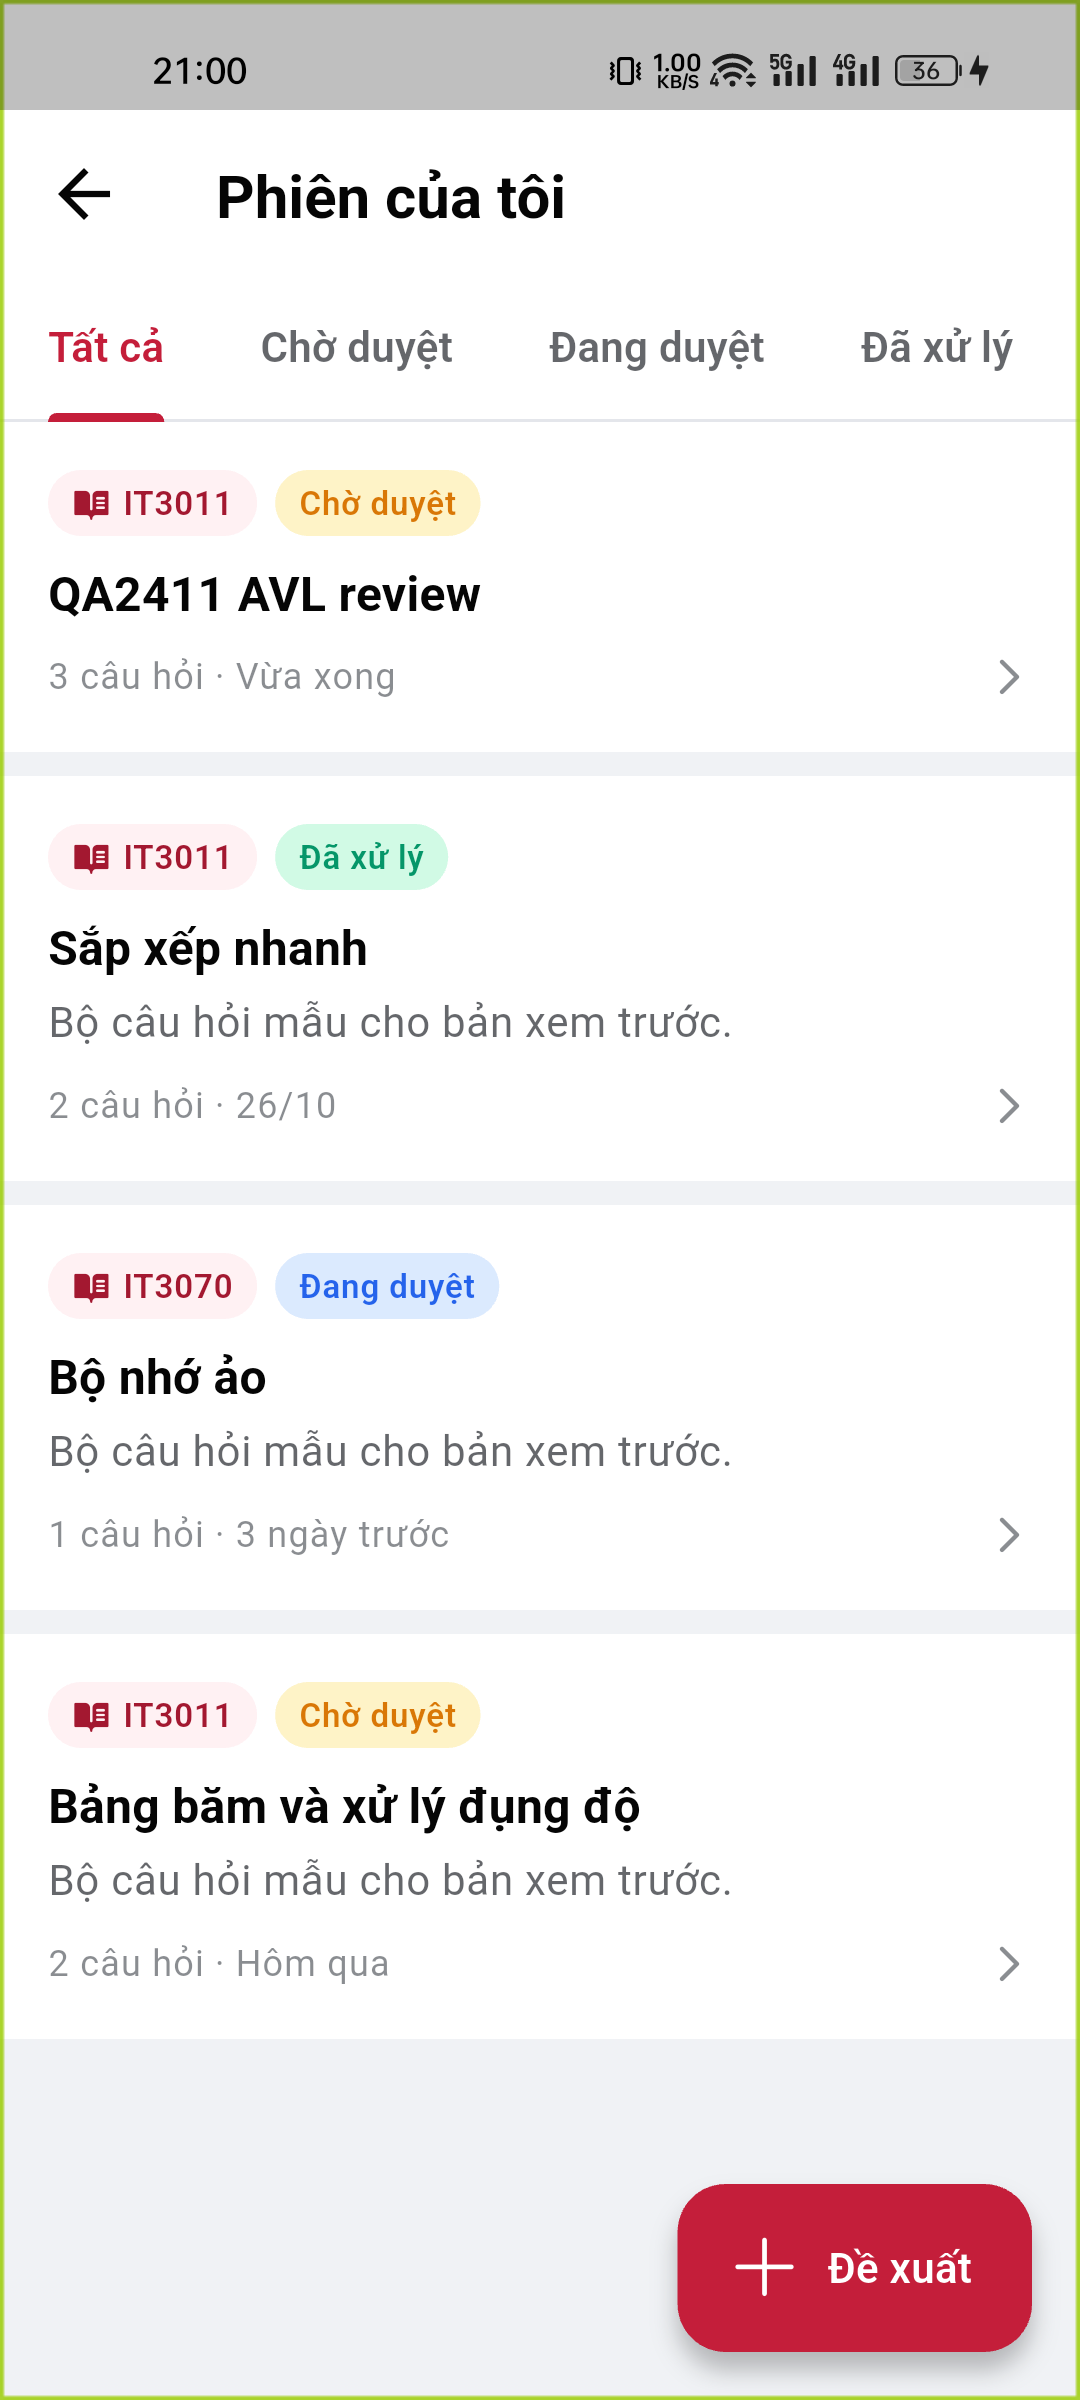 21:00
1.00 KB/S 4 5G 4G 36
Phiên của tôi
Tất cả Chờ duyệt Đang duyệt Đã xử lý
IT3011 Chờ duyệt
QA2411 AVL review
3 câu hỏi · Vừa xong
IT3011 Đã xử lý
Sắp xếp nhanh
Bộ câu hỏi mẫu cho bản xem trước.
2 câu hỏi · 26/10
IT3070 Đang duyệt
Bộ nhớ ảo
Bộ câu hỏi mẫu cho bản xem trước.
1 câu hỏi · 3 ngày trước
IT3011 Chờ duyệt
Bảng băm và xử lý đụng độ
Bộ câu hỏi mẫu cho bản xem trước.
2 câu hỏi · Hôm qua
Đề xuất